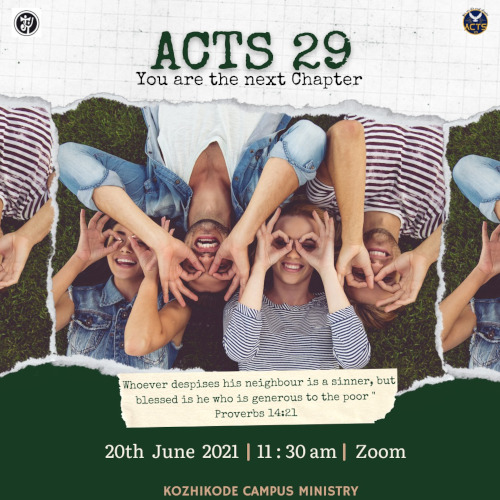 ACTS
ACTS 29
You are the next Chapter
Whoever despises his neighbour is a sinner, but
blessed is he who is generous to the poor "
Proverbs 14:21
20th June 2021 | 11 : 30 am | Zoom
KOZHIKODE CAMPUS MINISTRY